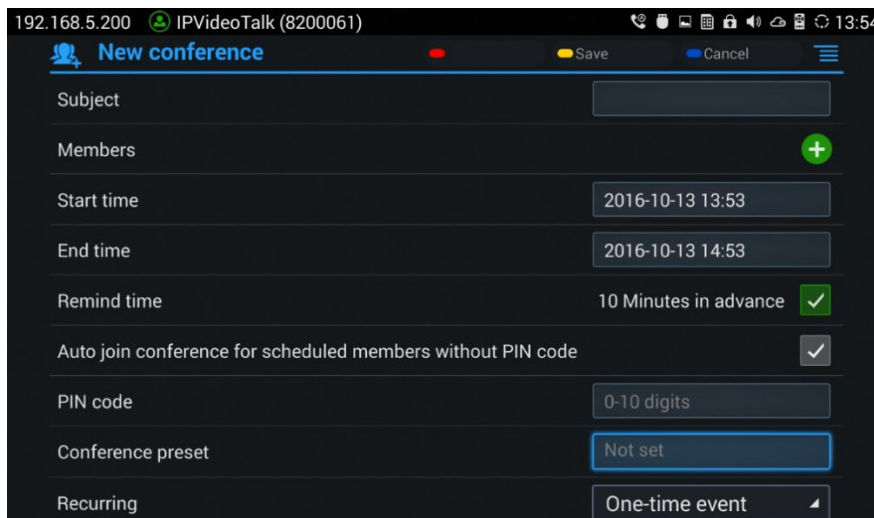 192.168.5.200 IPVideoTalk (8200061) 13:54
New conference Save Cancel
Subject
Members
Start time 2016-10-13 13:53
End time 2016-10-13 14:53
Remind time 10 Minutes in advance
Auto join conference for scheduled members without PIN code
PIN code 0-10 digits
Conference preset Not set
Recurring One-time event